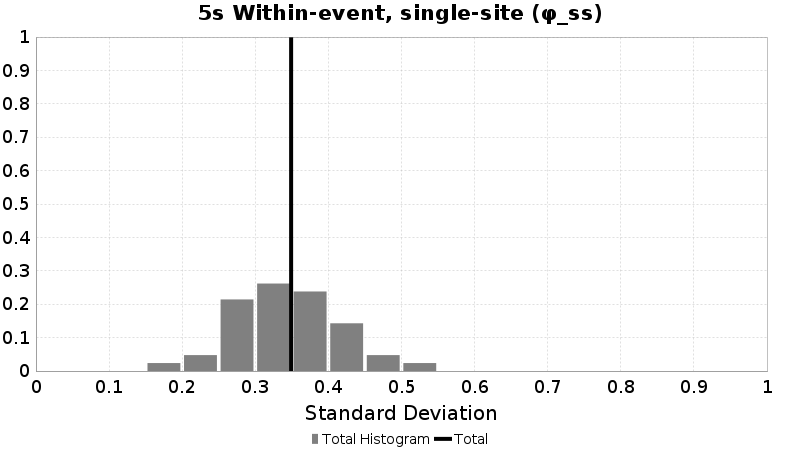 5s Within-event, single-site (φ_ss)
1
0.9
0.8
0.7
0.6
0.5
0.4
0.3
0.2
0.1
0
0 0.1 0.2 0.3 0.4 0.5 0.6 0.7 0.8 0.9 1
Standard Deviation
Total Histogram Total